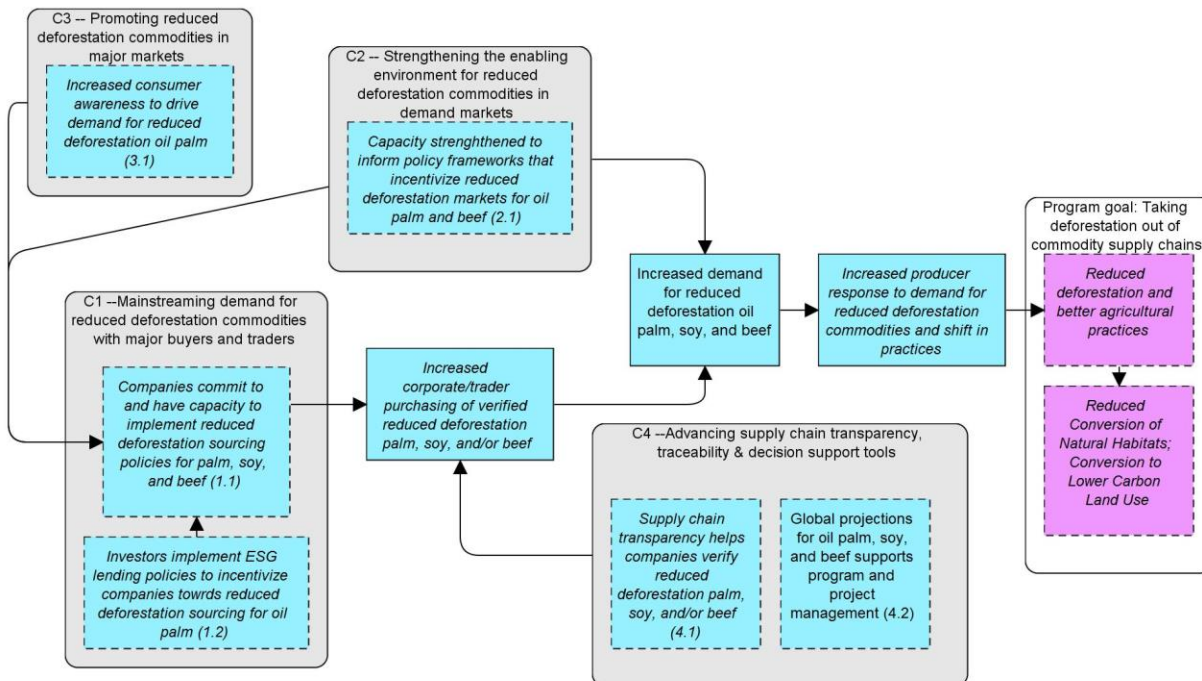 C3 -- Promoting reduced
deforestation commodities in
major markets
Increased consumer
awareness to drive
demand for reduced
deforestation oil palm
(3.1)
C2 -- Strengthening the enabling
environment for reduced
deforestation commodities in
demand markets
Capacity strenghthened to
inform policy frameworks that
incentivize reduced
deforestation markets for oil
palm and beef (2.1)
C1 --Mainstreaming demand for
reduced deforestation commodities
with major buyers and traders
Companies commit to
and have capacity to
implement reduced
deforestation sourcing
policies for palm, soy,
and beef (1.1)
Investors implement ESG
lending policies to incentivize
companies towrds reduced
deforestation sourcing for oil
palm (1.2)
Increased
corporate/trader
purchasing of verified
reduced deforestation
palm, soy, and/or beef
Increased demand
for reduced
deforestation oil
palm, soy, and beef
Increased producer
response to demand for
reduced deforestation
commodities and shift in
practices
C4 --Advancing supply chain transparency,
traceability & decision support tools
Supply chain
transparency helps
companies verify
reduced
deforestation palm,
soy, and/or beef
(4.1)
Global projections
for oil palm, soy,
and beef supports
program and
project
management (4.2)
Program goal: Taking
deforestation out of
commodity supply chains
Reduced
deforestation and
better agricultural
practices
Reduced
Conversion of
Natural Habitats;
Conversion to
Lower Carbon
Land Use